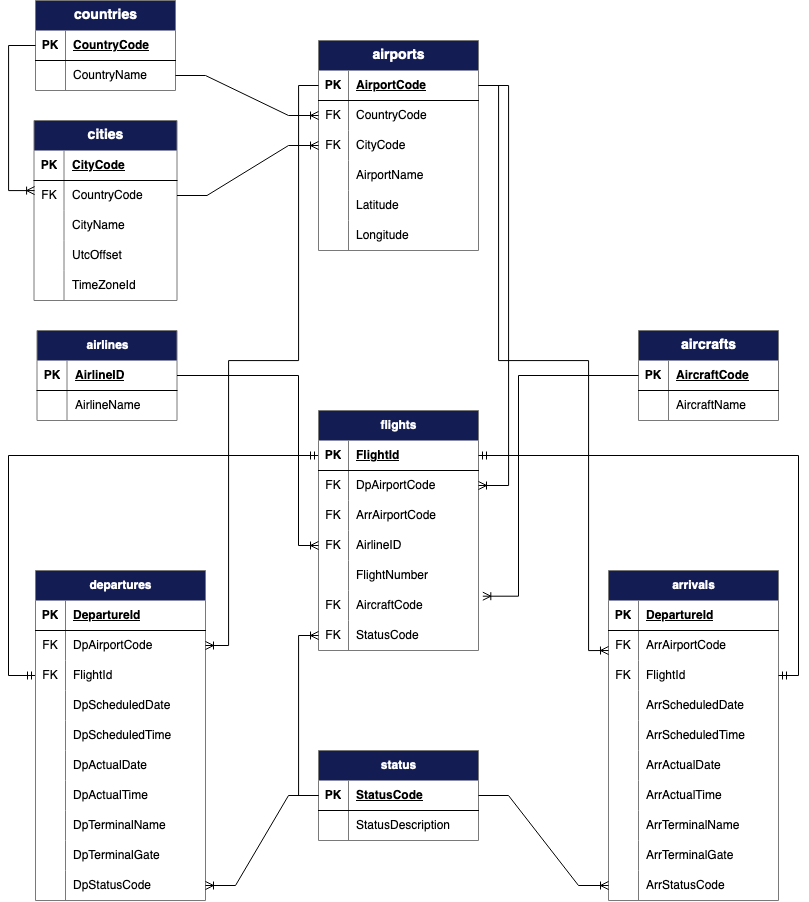 countries
PK CountryCode
CountryName
cities
PK CityCode
FK CountryCode
CityName
UtcOffset
TimeZoneId
airports
PK AirportCode
FK CountryCode
FK CityCode
AirportName
Latitude
Longitude
airlines
PK AirlineID
AirlineName
aircrafts
PK AircraftCode
AircraftName
flights
PK FlightId
FK DpAirportCode
FK ArrAirportCode
FK AirlineID
FlightNumber
FK AircraftCode
FK StatusCode
departures
PK DepartureId
FK DpAirportCode
FK FlightId
DpScheduledDate
DpScheduledTime
DpActualDate
DpActualTime
DpTerminalName
DpTerminalGate
DpStatusCode
status
PK StatusCode
StatusDescription
arrivals
PK DepartureId
FK ArrAirportCode
FK FlightId
ArrScheduledDate
ArrScheduledTime
ArrActualDate
ArrActualTime
ArrTerminalName
ArrTerminalGate
ArrStatusCode